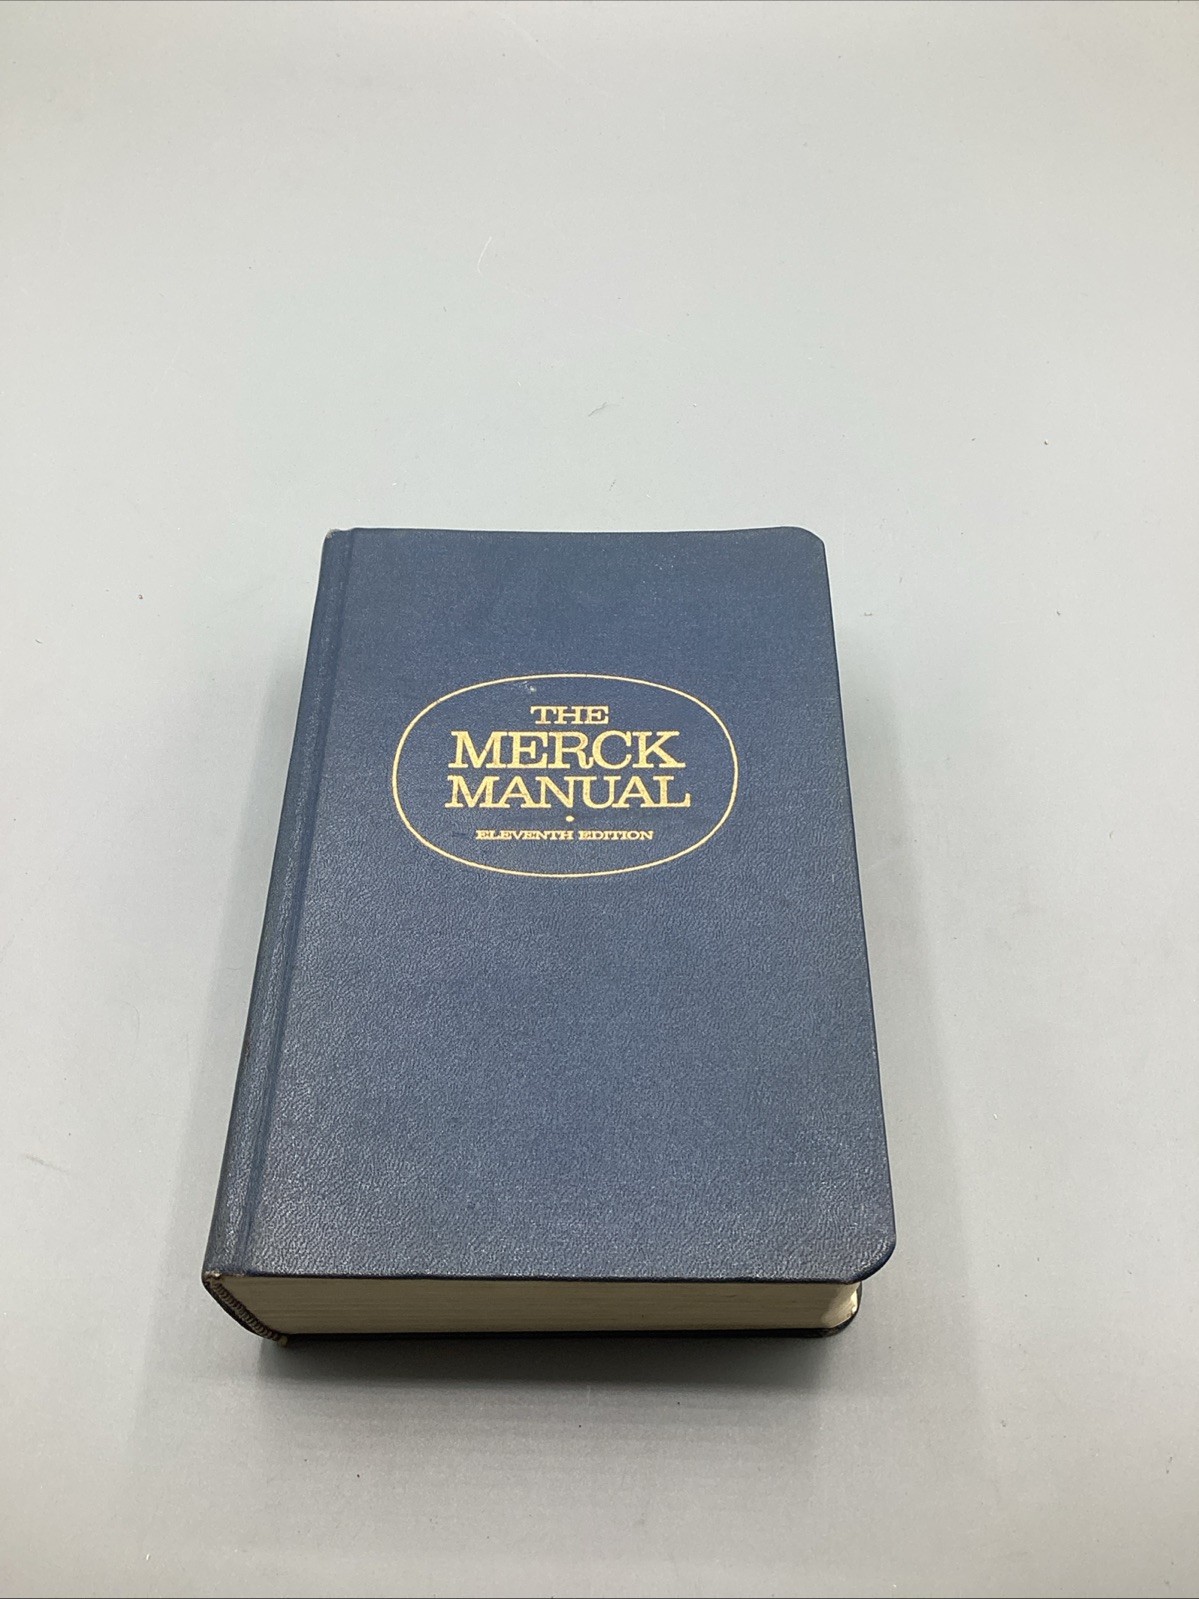 THE
MERCK
MANUAL
•
ELEVENTH EDITION